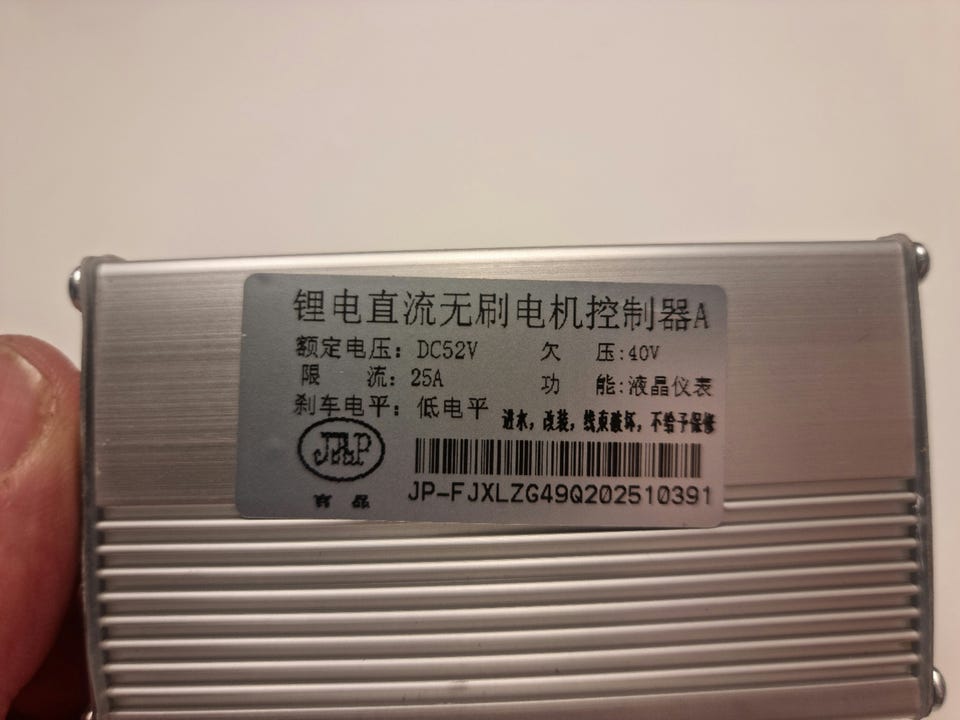 锂电直流无刷电机控制器A
额定电压：DC52V 欠 压:40V
限 流：25A 功 能:液晶仪表
刹车电平：低电平
进水，改装，线束破坏，不给予保修
JRP
JP-FJXLZG49Q202510391